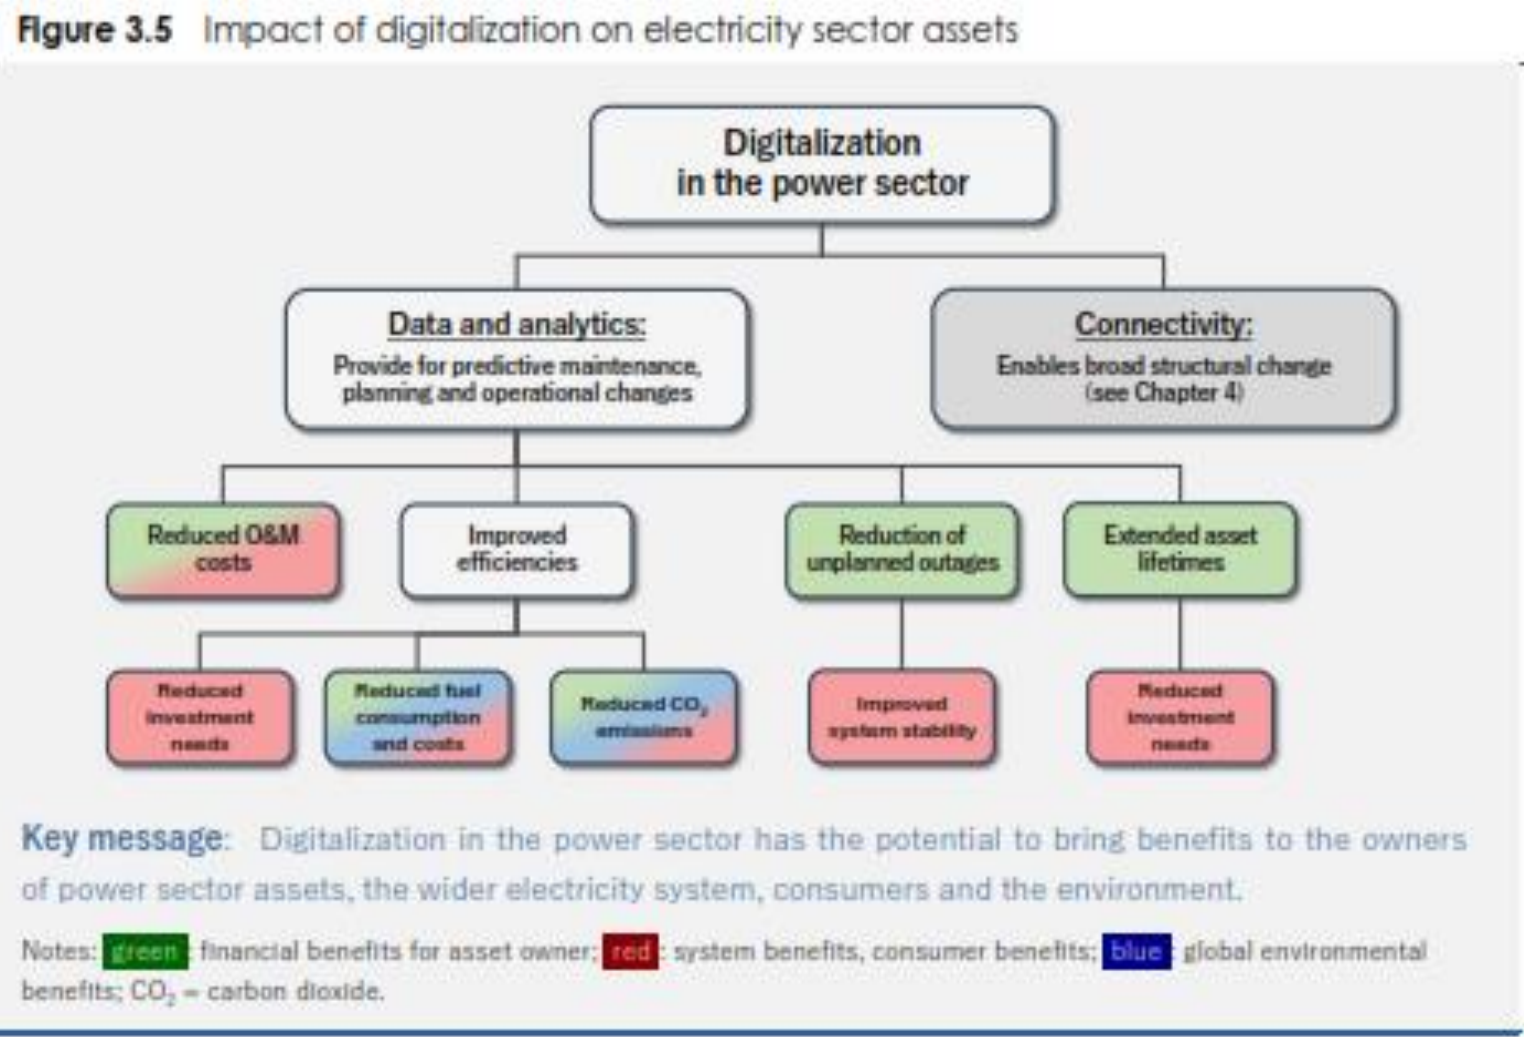 Figure 3.5 Impact of digitalization on electricity sector assets
Digitalization
in the power sector
Data and analytics:
Provide for predictive maintenance,
planning and operational changes
Connectivity:
Enables broad structural change
(see Chapter 4)
Reduced O&M
costs
Improved
efficiencies
Reduction of
unplanned outages
Extended asset
lifetimes
Reduced
investment
needs
Reduced fuel
consumption
and costs
Reduced CO₂
emissions
Improved
system stability
Reduced
investment
needs
Key message: Digitalization in the power sector has the potential to bring benefits to the owners
of power sector assets, the wider electricity system, consumers and the environment.
Notes: green: financial benefits for asset owner; red: system benefits, consumer benefits; blue: global environmental
benefits; CO₂ = carbon dioxide.